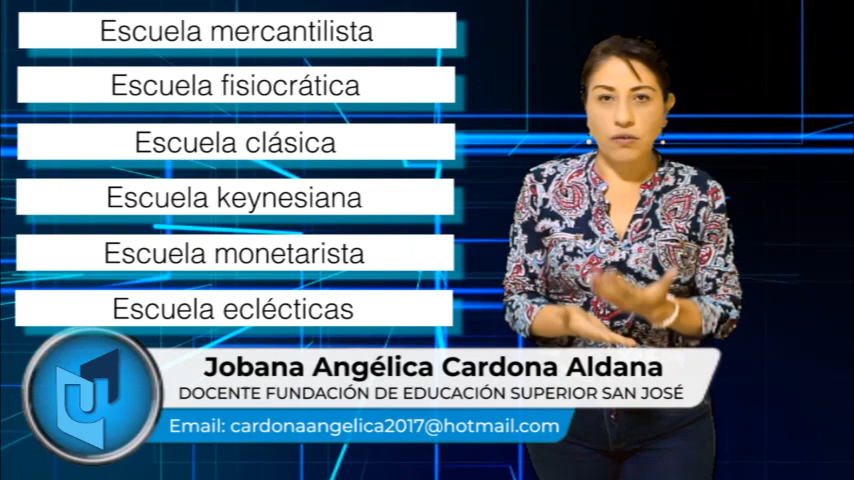 Escuela mercantilista
Escuela fisiocrática
Escuela clásica
Escuela keynesiana
Escuela monetarista
Escuela eclécticas
Jobana Angélica Cardona Aldana
DOCENTE FUNDACIÓN DE EDUCACIÓN SUPERIOR SAN JOSÉ
Email: cardonaangelica2017@hotmail.com